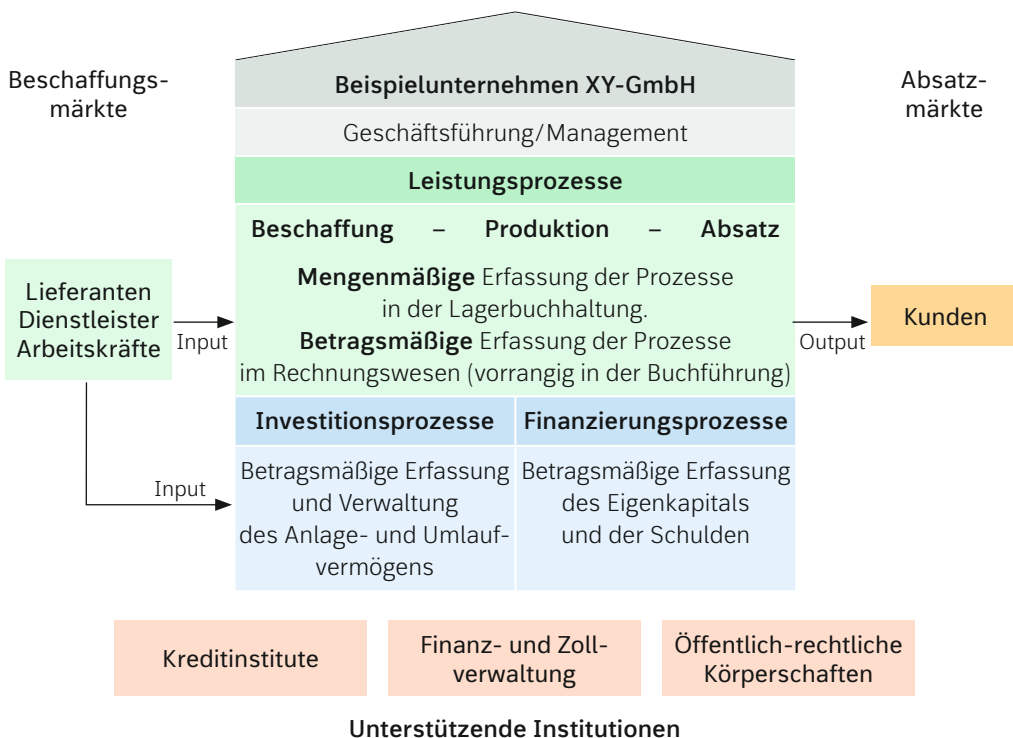 Beschaffungs-
märkte
Beispielunternehmen XY-GmbH
Absatz-
märkte
Geschäftsführung/Management
Leistungsprozesse
Beschaffung – Produktion – Absatz
Mengenmäßige Erfassung der Prozesse
in der Lagerbuchhaltung.
Betragsmäßige Erfassung der Prozesse
im Rechnungswesen (vorrangig in der Buchführung)
Lieferanten
Dienstleister
Arbeitskräfte
Input
Output
Kunden
Input
Investitionsprozesse
Betragsmäßige Erfassung
und Verwaltung
des Anlage- und Umlauf-
vermögens
Finanzierungsprozesse
Betragsmäßige Erfassung
des Eigenkapitals
und der Schulden
Kreditinstitute
Finanz- und Zoll-
verwaltung
Öffentlich-rechtliche
Körperschaften
Unterstützende Institutionen